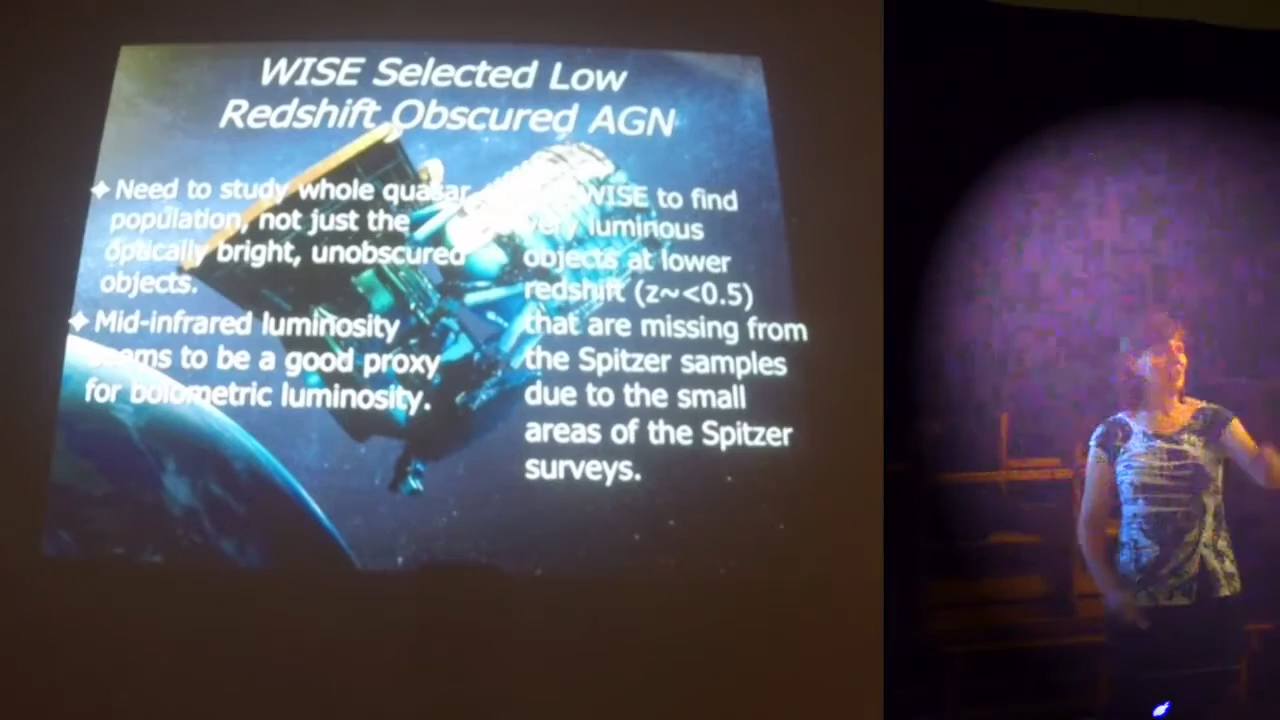 WISE Selected Low
Redshift Obscured AGN
Need to study whole quasar
population, not just the
optically bright, unobscured
objects.
Mid-infrared luminosity
seems to be a good proxy
for bolometric luminosity.
WISE to find
very luminous
objects at lower
redshift (z~<0.5)
that are missing from
the Spitzer samples
due to the small
areas of the Spitzer
surveys.